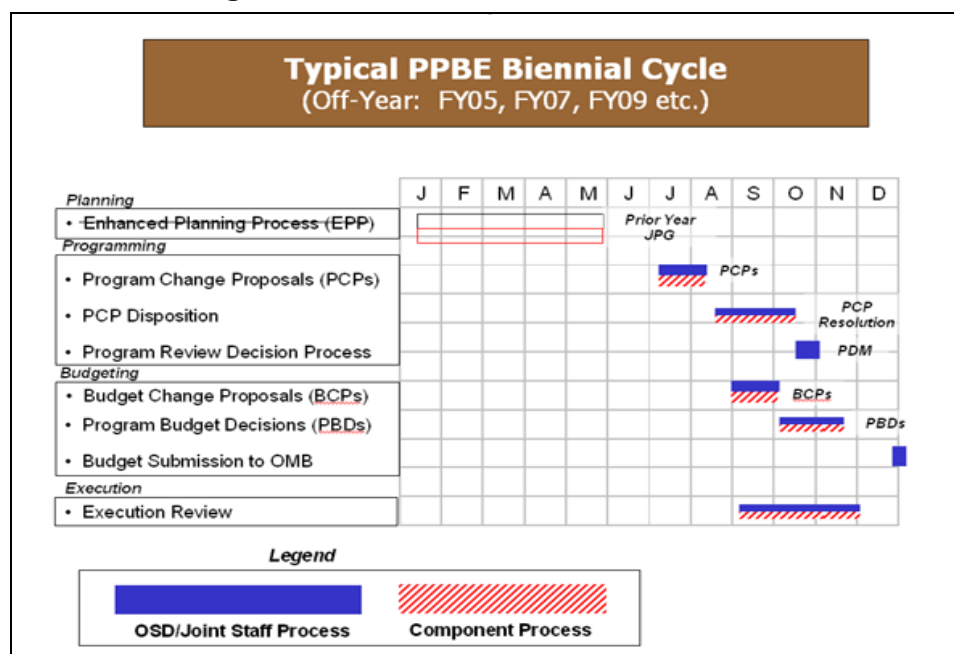 Typical PPBE Biennial Cycle
(Off-Year: FY05, FY07, FY09 etc.)
J F M A M J J A S O N D
Planning
• Enhanced Planning Process (EPP)
Prior Year
JPG
Programming
• Program Change Proposals (PCPs)
PCPs
• PCP Disposition
PCP
Resolution
• Program Review Decision Process
PDM
Budgeting
• Budget Change Proposals (BCPs)
BCPs
• Program Budget Decisions (PBDs)
PBDs
• Budget Submission to OMB
Execution
• Execution Review
Legend
OSD/Joint Staff Process
Component Process